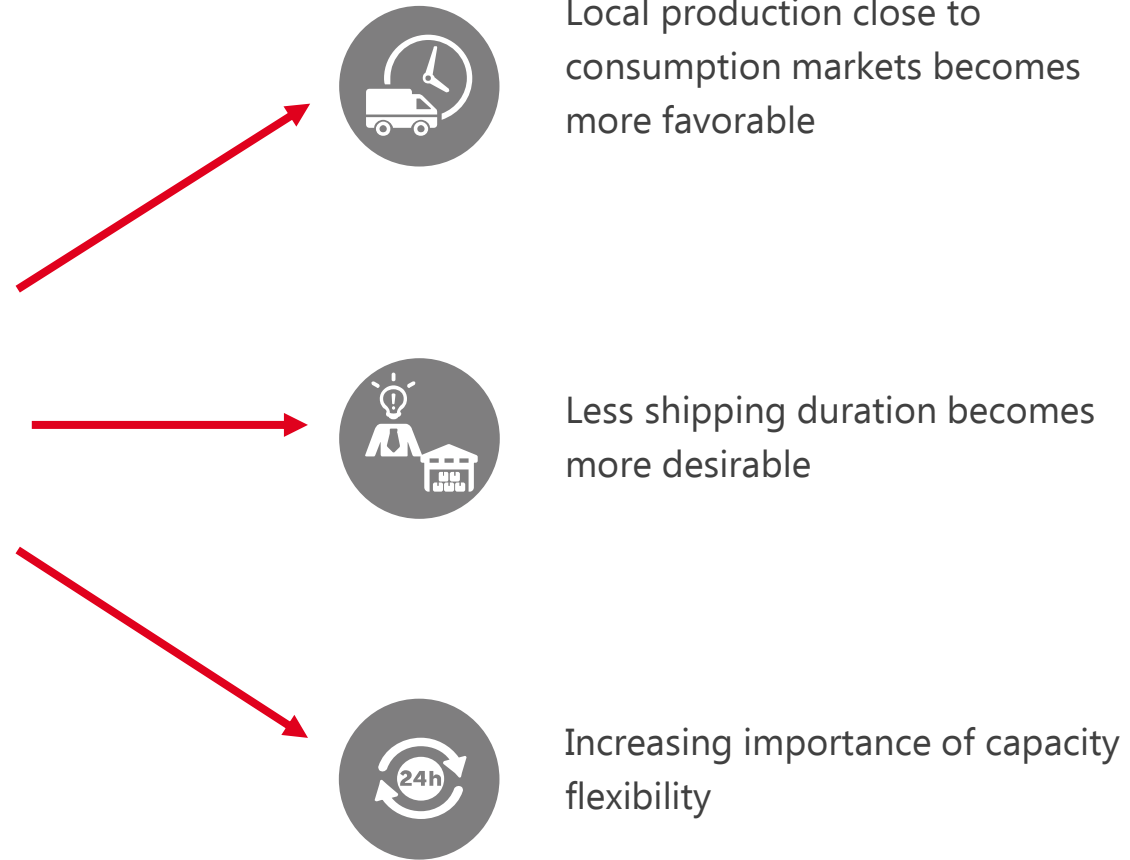 Local production close to
consumption markets becomes
more favorable
Less shipping duration becomes
more desirable
24h
Increasing importance of capacity
flexibility